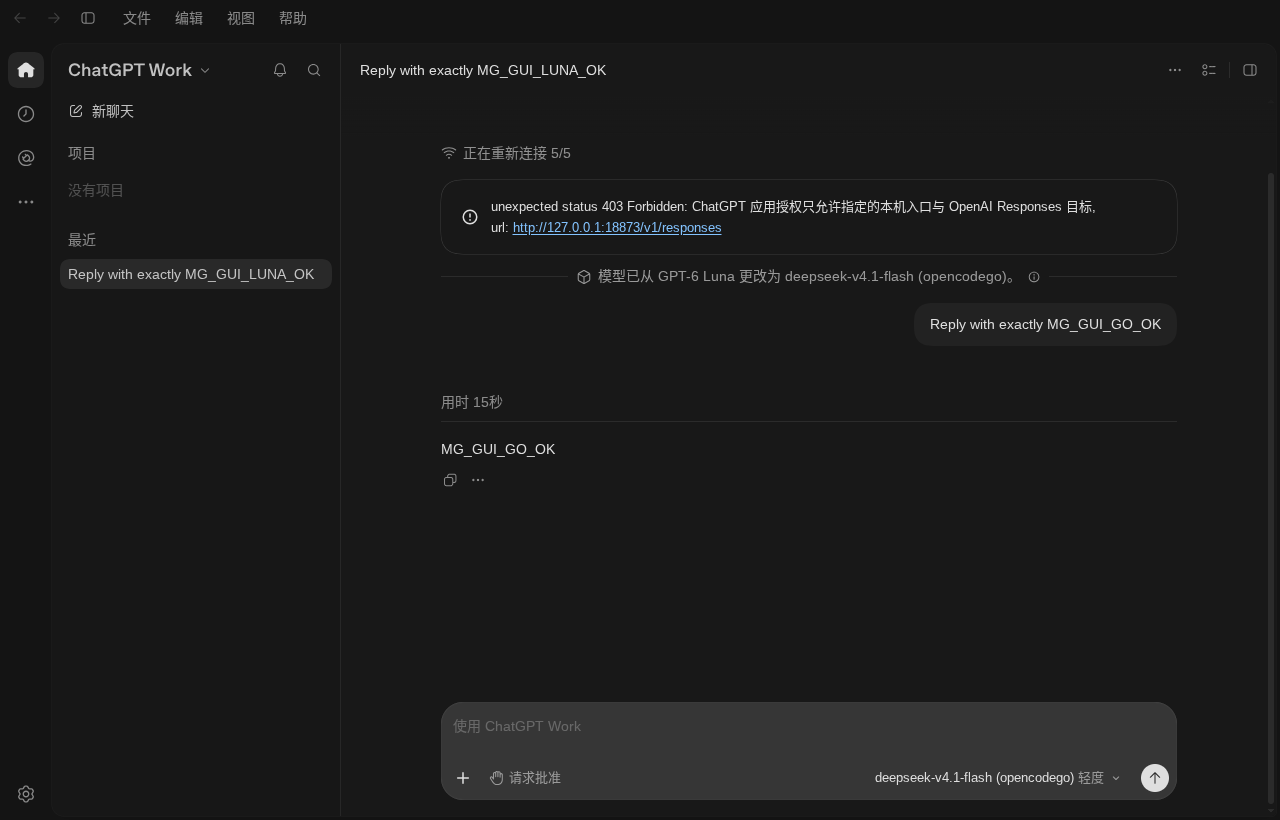 文件 编辑 视图 帮助
ChatGPT Work
新聊天
项目
没有项目
最近
Reply with exactly MG_GUI_LUNA_OK
Reply with exactly MG_GUI_LUNA_OK
正在重新连接 5/5
unexpected status 403 Forbidden: ChatGPT 应用授权只允许指定的本机入口与 OpenAI Responses 目标,
url: http://127.0.0.1:18873/v1/responses
模型已从 GPT-6 Luna 更改为 deepseek-v4.1-flash (opencodego)。
Reply with exactly MG_GUI_GO_OK
用时 15秒
MG_GUI_GO_OK
使用 ChatGPT Work
请求批准
deepseek-v4.1-flash (opencodego) 轻度